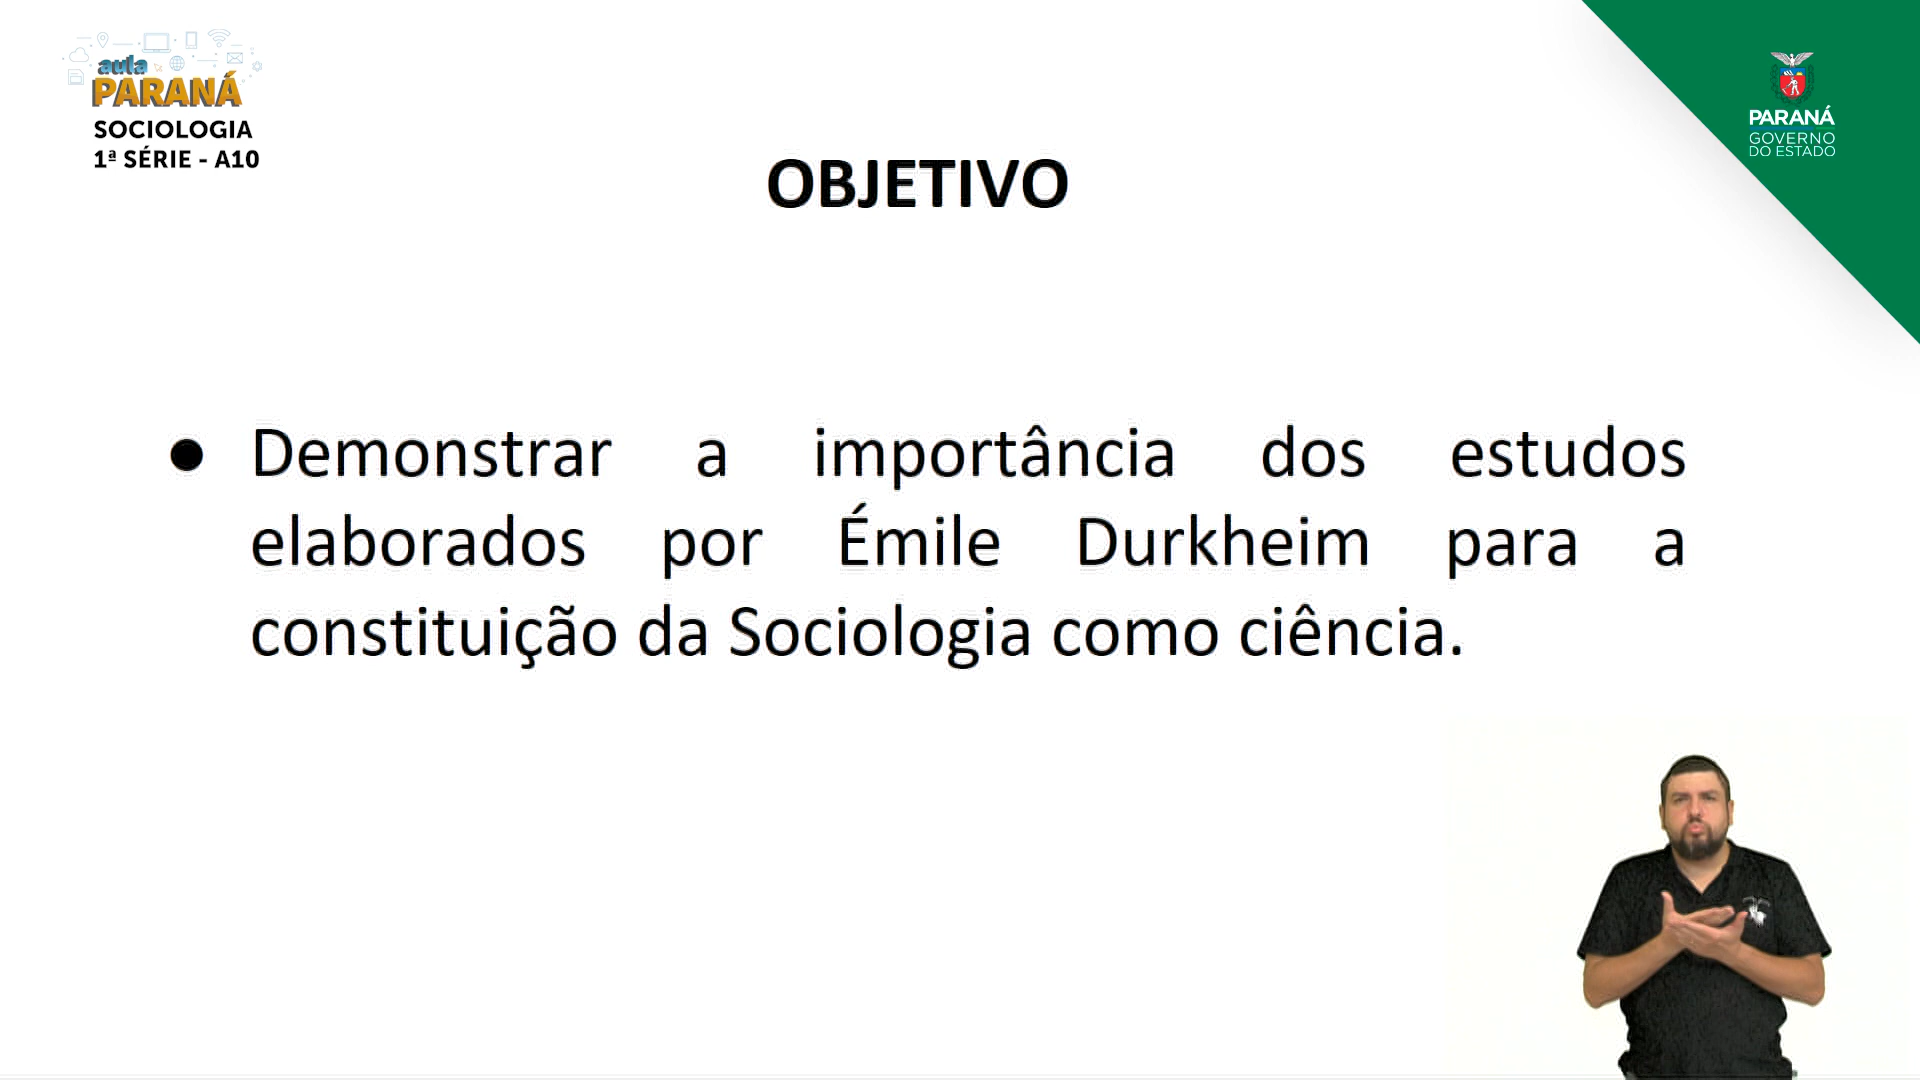 aula
PARANÁ
SOCIOLOGIA
1ª SÉRIE - A10
PARANÁ
GOVERNO
DO ESTADO
OBJETIVO
● Demonstrar a importância dos estudos
elaborados por Émile Durkheim para a
constituição da Sociologia como ciência.